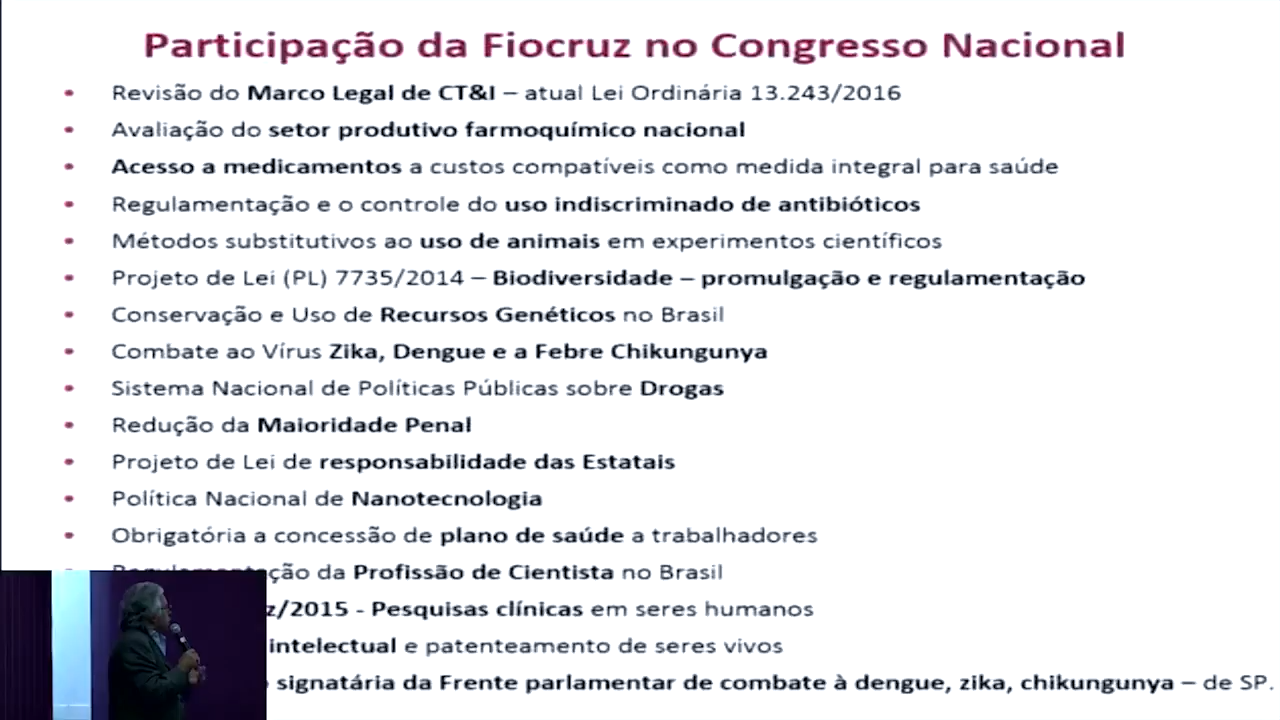 Participação da Fiocruz no Congresso Nacional
• Revisão do Marco Legal de CT&I – atual Lei Ordinária 13.243/2016
• Avaliação do setor produtivo farmoquímico nacional
• Acesso a medicamentos a custos compatíveis como medida integral para saúde
• Regulamentação e o controle do uso indiscriminado de antibióticos
• Métodos substitutivos ao uso de animais em experimentos científicos
• Projeto de Lei (PL) 7735/2014 – Biodiversidade – promulgação e regulamentação
• Conservação e Uso de Recursos Genéticos no Brasil
• Combate ao Vírus Zika, Dengue e a Febre Chikungunya
• Sistema Nacional de Políticas Públicas sobre Drogas
• Redução da Maioridade Penal
• Projeto de Lei de responsabilidade das Estatais
• Política Nacional de Nanotecnologia
• Obrigatória a concessão de plano de saúde a trabalhadores
da Profissão de Cientista no Brasil
z/2015 - Pesquisas clínicas em seres humanos
intelectual e patenteamento de seres vivos
signatária da Frente parlamentar de combate à dengue, zika, chikungunya – de SP.